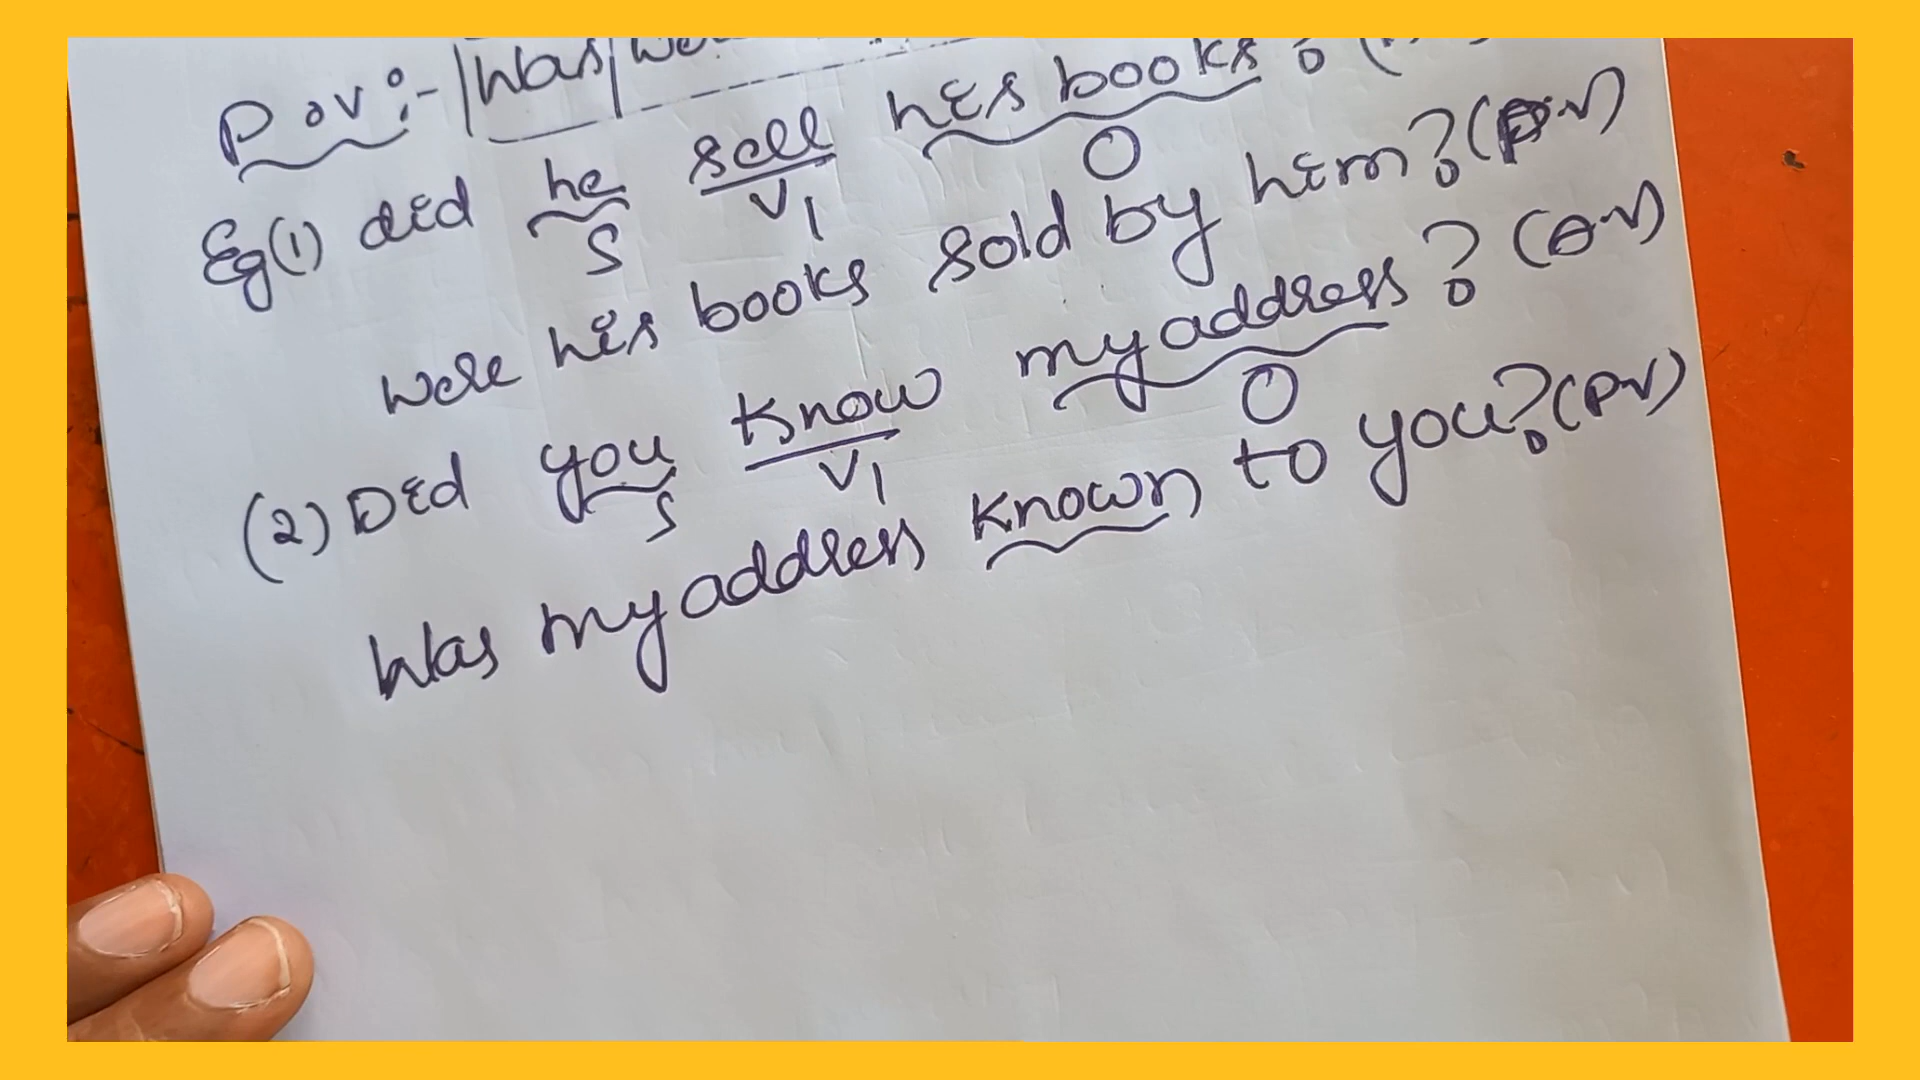 P.V:- |Was|
Eg(1) did he sell his books?
S V1 O
Were his books sold by him? (P.V)
(2) Did you know my address? (A.V)
S V1 O
Was my address known to you? (P.V)